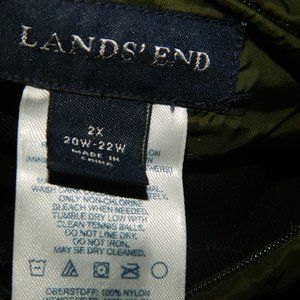 LANDS' END
2X
20W-22W
MADE IN
CHINA
ONLY NON-CHLORINE
BLEACH WHEN NEEDED.
TUMBLE DRY LOW WITH
CLEAN TENNIS BALLS.
DO NOT LINE DRY.
DO NOT IRON.
MAY BE DRY CLEANED.
OBERSTOFF: 100% NYLON